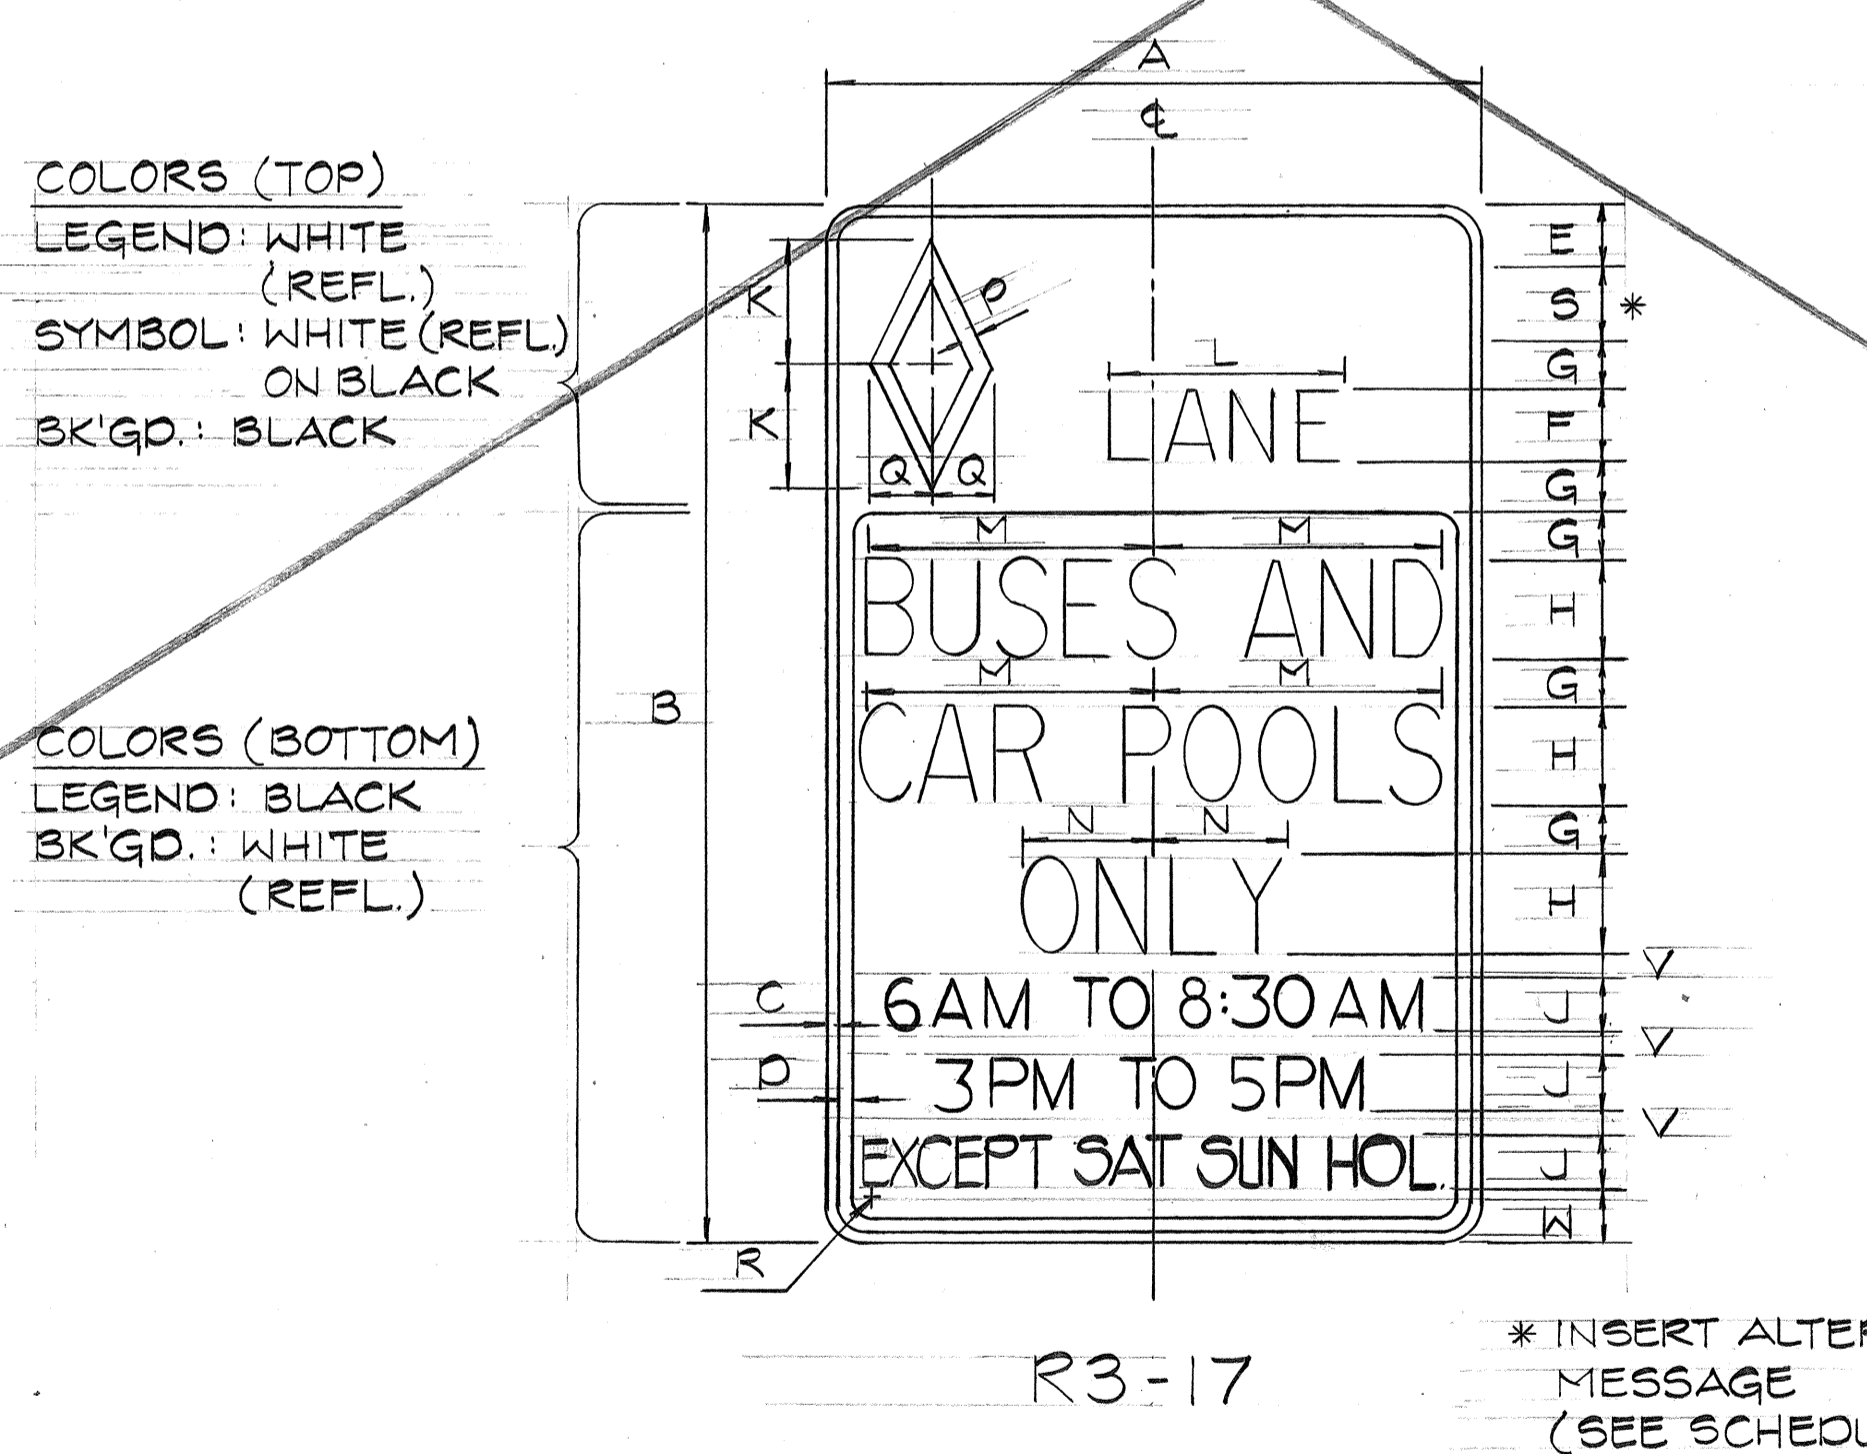 A
℄
COLORS (TOP)
LEGEND: WHITE
(REFL.)
SYMBOL: WHITE (REFL.)
ON BLACK
BK'GD.: BLACK
E
S *
G
F
G
G
H
G
H
G
H
V
J
V
J
V
J
W
K
K
P
Q Q
L
LANE
M M
BUSES AND
M M
CAR POOLS
N N
ONLY
6AM TO 8:30AM
3PM TO 5PM
EXCEPT SAT SUN HOL.
B
C
D
R
COLORS (BOTTOM)
LEGEND: BLACK
BK'GD.: WHITE
(REFL.)
R3-17
* INSERT
MESSAGE
(SEE